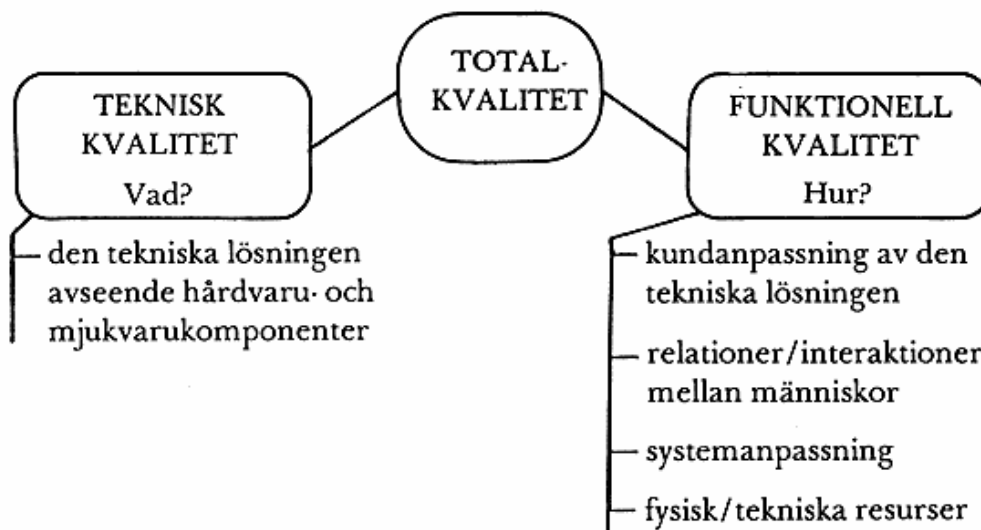 TOTAL-
KVALITET
TEKNISK
KVALITET
Vad?
den tekniska lösningen
avseende hårdvaru- och
mjukvarukomponenter
FUNKTIONELL
KVALITET
Hur?
kundanpassning av den
tekniska lösningen
relationer/interaktioner
mellan människor
systemanpassning
fysisk/tekniska resurser